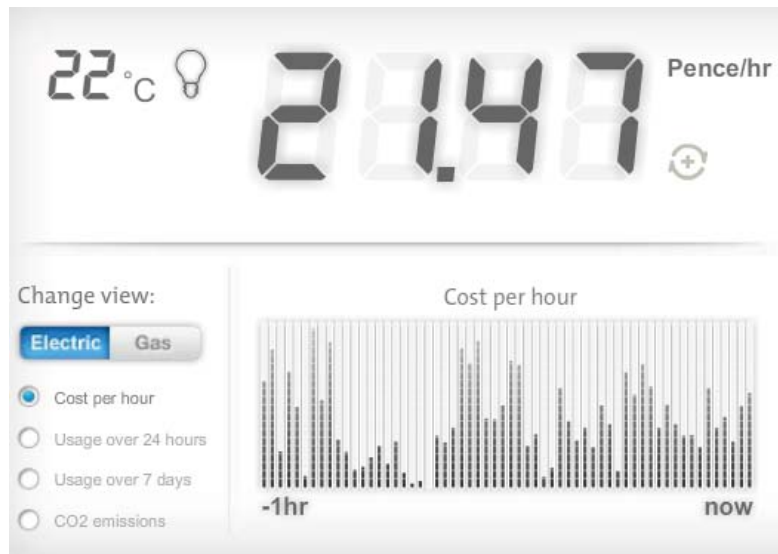 22 °C
21.47
Pence/hr
Change view:
Electric Gas
Cost per hour
Usage over 24 hours
Usage over 7 days
CO2 emissions
Cost per hour
-1hr now